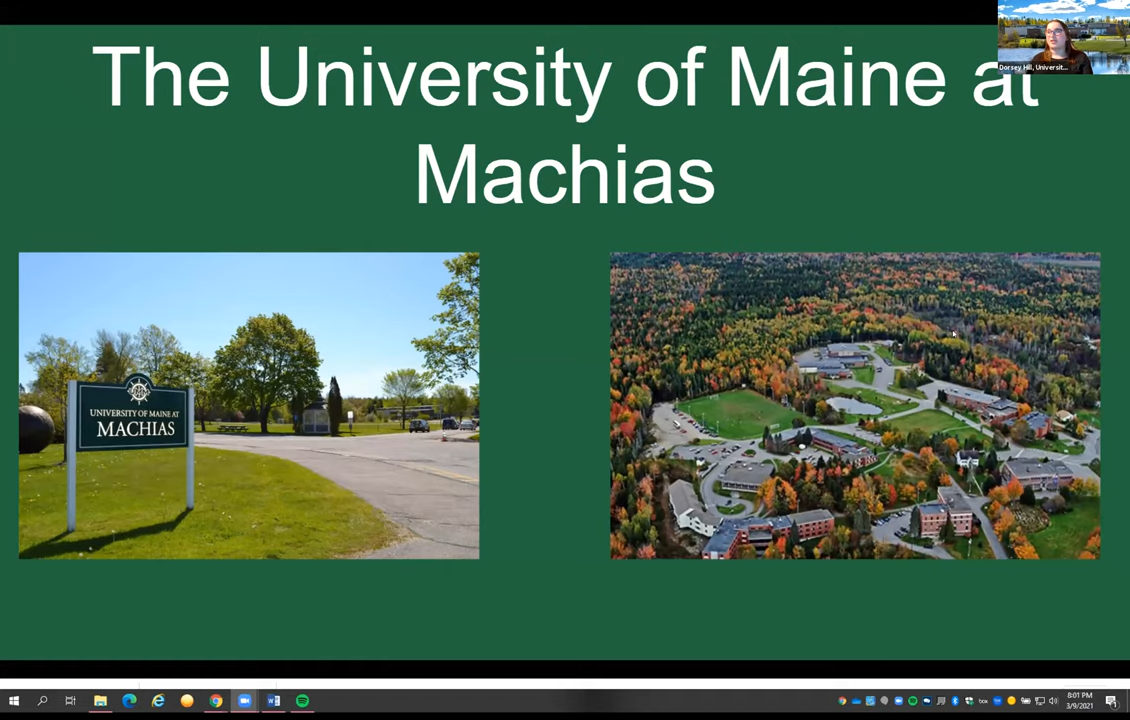 The University of Maine at
Machias
Dorsey Hill, Universit...
UNIVERSITY OF MAINE AT
MACHIAS
8:01 PM
3/9/2021